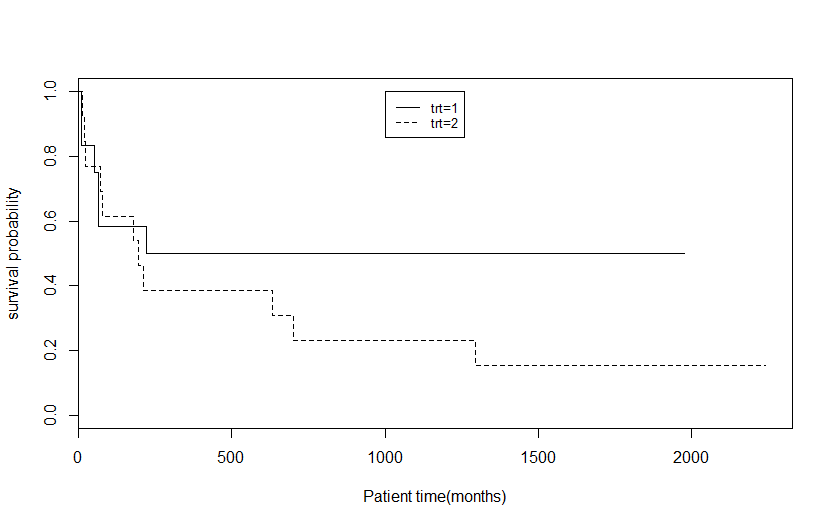 trt=1
trt=2
survival probability
1.0
0.8
0.6
0.4
0.2
0.0
0 500 1000 1500 2000
Patient time(months)